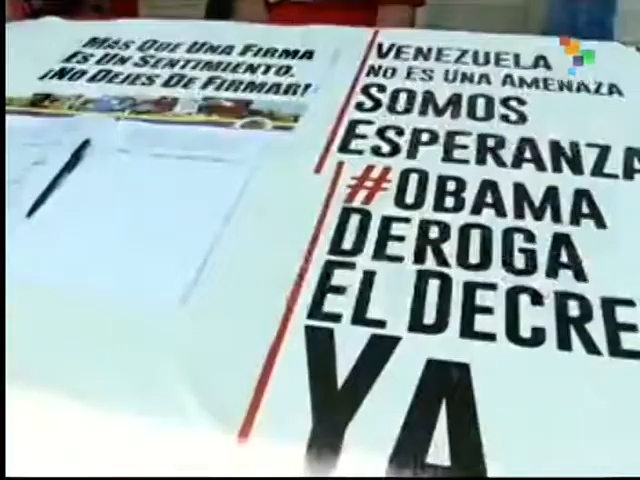 MÁS QUE UNA FIRMA
ES UN SENTIMIENTO.
¡NO DEJES DE FIRMAR!
VENEZUELA
NO ES UNA AMENAZA
SOMOS
ESPERANZA
#OBAMA
DEROGA
EL DECRE
YA